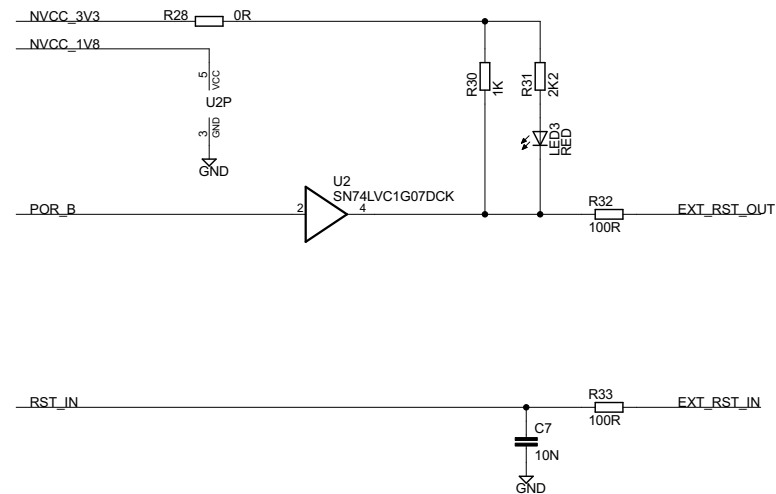 NVCC_3V3 R28 0R
NVCC_1V8
R30
1K
R31
2K2
5
VCC
U2P
3
GND
GND
LED3
RED
U2
SN74LVC1G07DCK
POR_B 2 4 R32 EXT_RST_OUT
100R
RST_IN R33 EXT_RST_IN
100R
C7
10N
GND